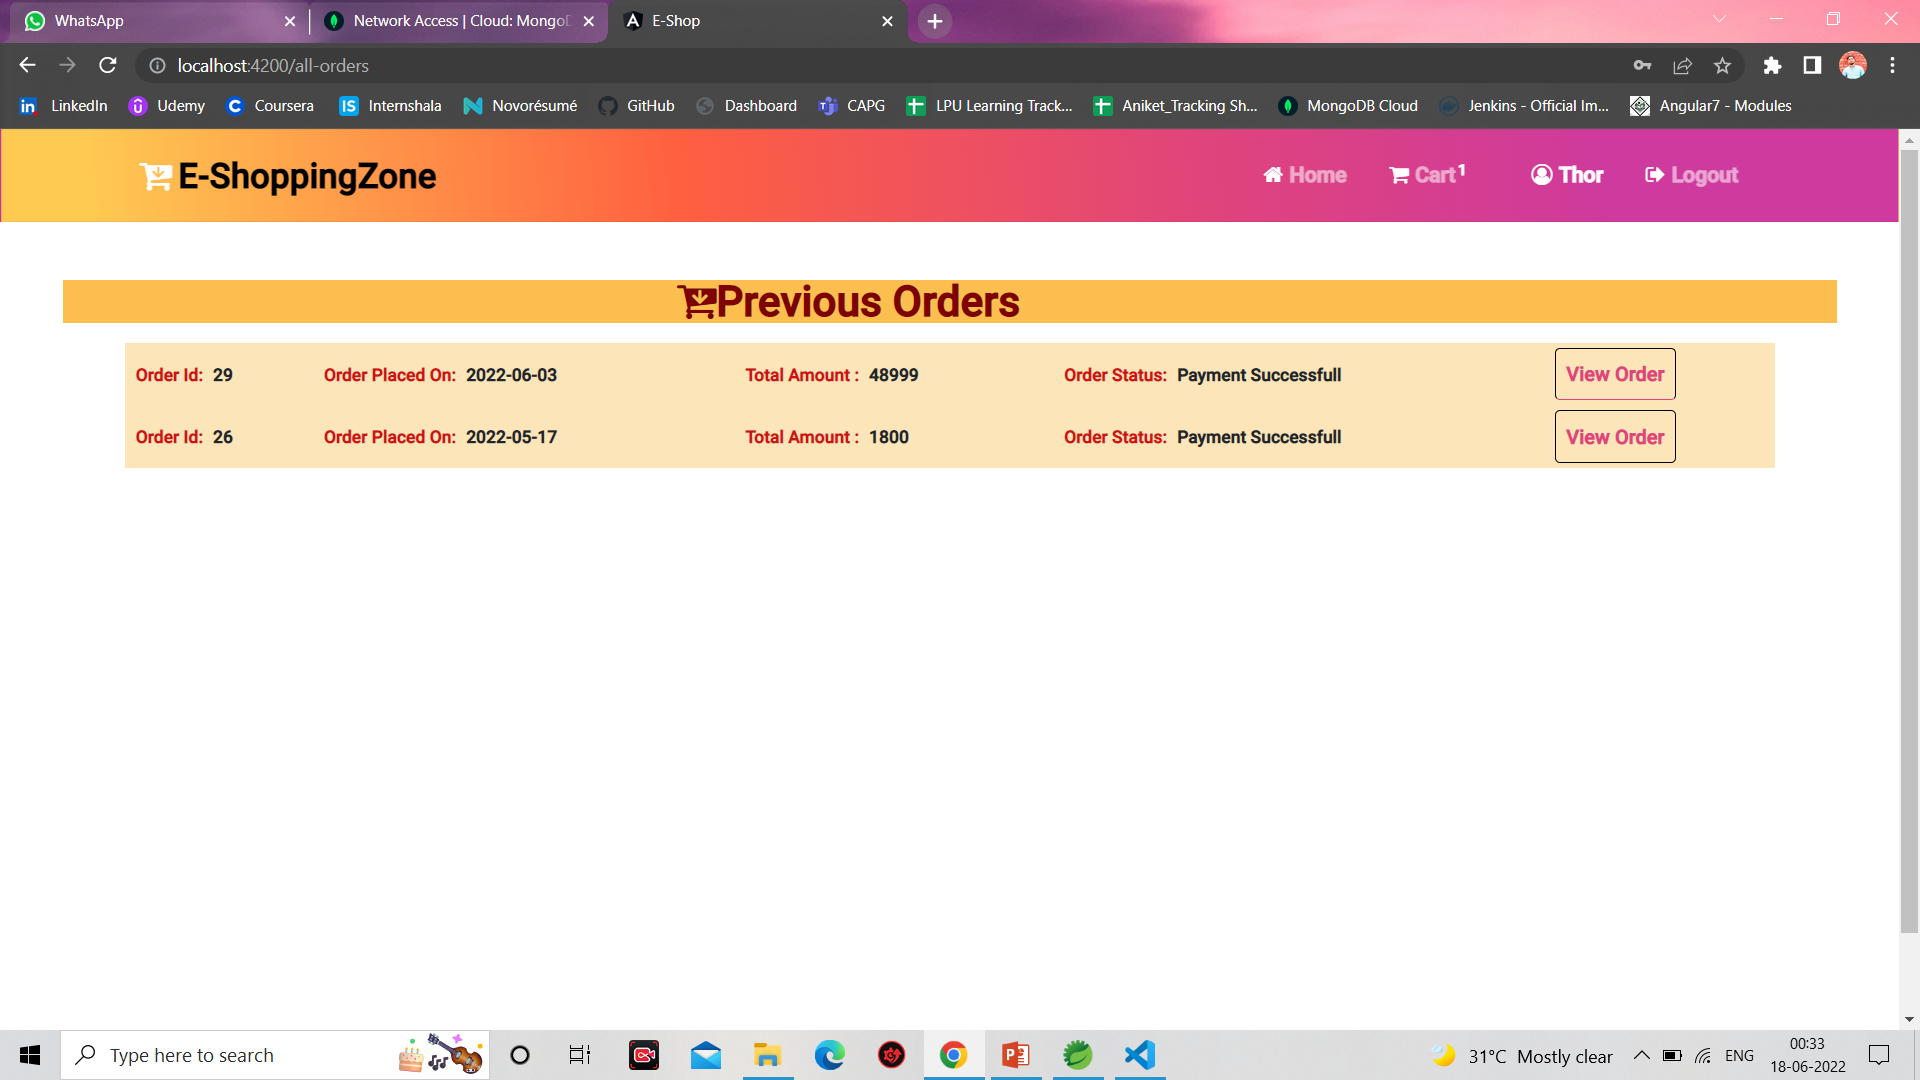 WhatsApp
Network Access | Cloud: MongoD
E-Shop
localhost:4200/all-orders
LinkedIn Udemy Coursera Internshala Novorésumé GitHub Dashboard CAPG LPU Learning Track... Aniket_Tracking Sh... MongoDB Cloud Jenkins - Official Im... Angular7 - Modules
E-ShoppingZone
Home Cart 1 Thor Logout
Previous Orders
Order Id: 29 Order Placed On: 2022-06-03 Total Amount : 48999 Order Status: Payment Successfull View Order
Order Id: 26 Order Placed On: 2022-05-17 Total Amount : 1800 Order Status: Payment Successfull View Order
Type here to search
31°C Mostly clear
ENG
00:33
18-06-2022